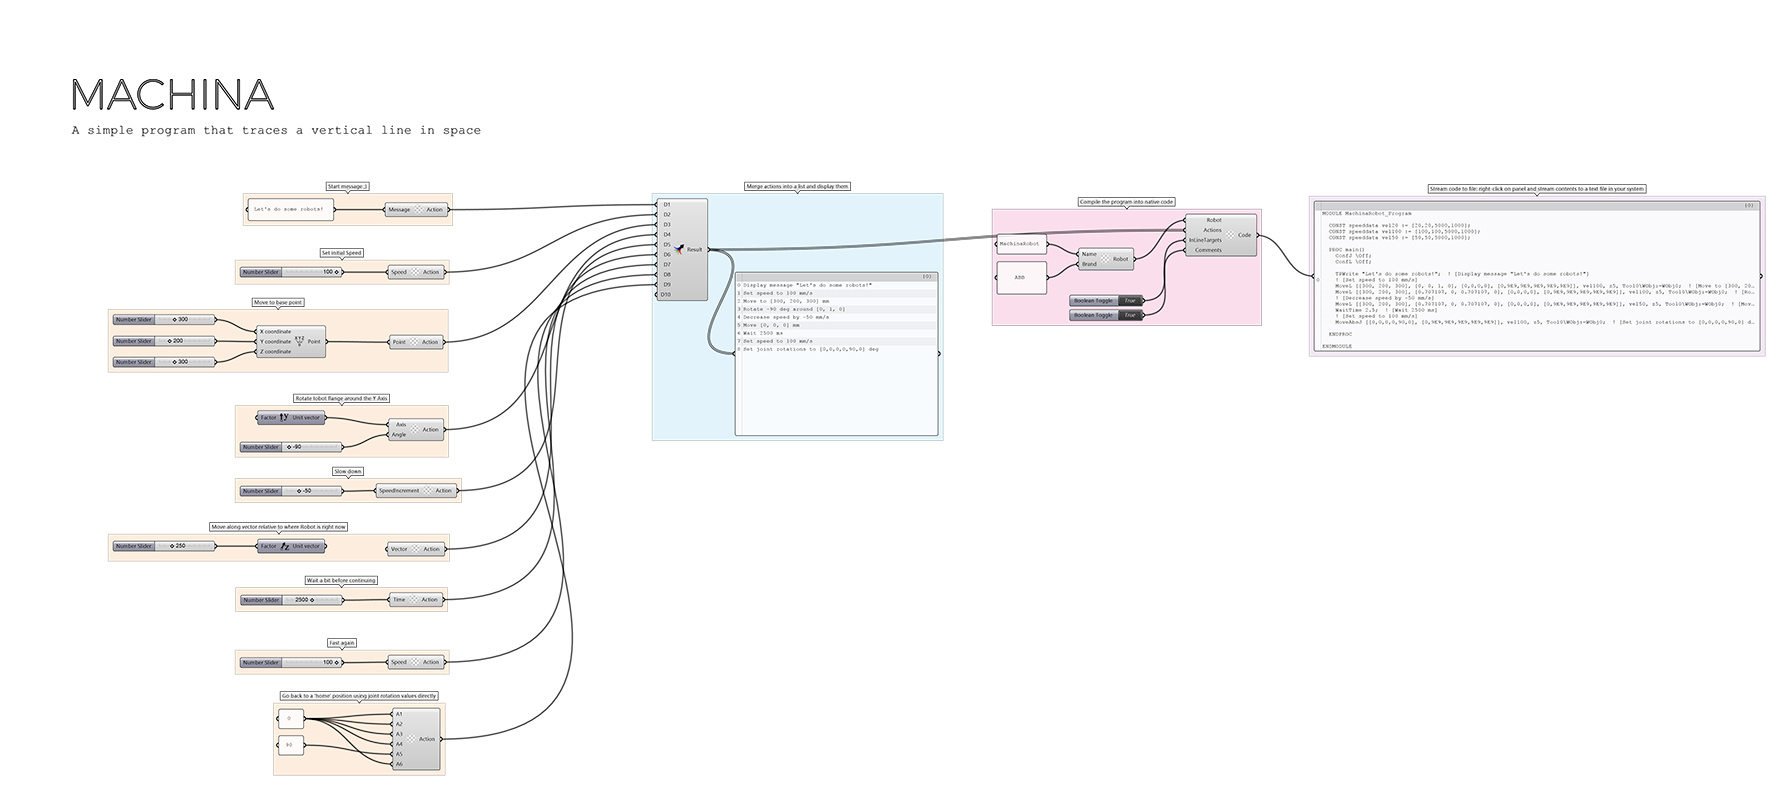 MACHINA
A simple program that traces a vertical line in space
Start message ;)
Let's do some robots!
Message Action
Set initial Speed
Number Slider 100
Speed Action
Move to base point
Number Slider 300
Number Slider 200
Number Slider 300
X coordinate
Y coordinate
Z coordinate
Point
Point Action
Rotate fobot flange around the Y Axis
Factor Y Unit vector
Number Slider -90
Axis
Angle
Action
Slow down
Number Slider -50
SpeedIncrement Action
Move along vector relative to where Robot is right now
Number Slider 250
Factor Z Unit vector
Vector Action
Wait a bit before continuing
Number Slider 2500
Time Action
Fast again
Number Slider 100
Speed Action
Go back to a 'home' position using joint rotation values directly
0
90
A1
A2
A3
A4
A5
A6
Action
Merge actions into a list and display them
D1
D2
D3
D4
D5
D6
D7
D8
D9
D10
Result
{0}
0 Display message "Let's do some robots!"
1 Set speed to 100 mm/s
2 Move to [300, 200, 300] mm
3 Rotate -90 deg around [0, 1, 0]
4 Decrease speed by -50 mm/s
5 Move [0, 0, 0] mm
6 Wait 2500 ms
7 Set speed to 100 mm/s
8 Set joint rotations to [0,0,0,0,90,0] deg
Compile the program into native code
MachinaRobot
ABB
Name
Brand
Robot
Boolean Toggle True
Boolean Toggle True
Robot
Actions
InLineTargets
Comments
Code
Stream code to file: right-click on panel and stream contents to a text file in your system
{0}
MODULE MachinaRobot_Program
CONST speeddata vel20 := [20,20,5000,1000];
CONST speeddata vel100 := [100,100,5000,1000];
CONST speeddata vel50 := [50,50,5000,1000];
PROC main()
ConfJ \Off;
ConfL \Off;
TPWrite "Let's do some robots!"; ! [Display message "Let's do some robots!"]
! [Set speed to 100 mm/s]
MoveL [[300, 200, 300], [0, 0, 1, 0], [0,0,0,0], [0,9E9,9E9,9E9,9E9,9E9]], vel100, z5, Tool0\WObj:=WObj0; ! [Move to [300, 20...
MoveL [[300, 200, 300], [0.707107, 0, 0.707107, 0], [0,0,0,0], [0,9E9,9E9,9E9,9E9,9E9]], vel100, z5, Tool0\WObj:=WObj0; ! [Ro...
! [Decrease speed by -50 mm/s]
MoveL [[300, 200, 300], [0.707107, 0, 0.707107, 0], [0,0,0,0], [0,9E9,9E9,9E9,9E9,9E9]], vel50, z5, Tool0\WObj:=WObj0; ! [Mov...
WaitTime 2.5; ! [Wait 2500 ms]
! [Set speed to 100 mm/s]
MoveAbsJ [[0,0,0,0,90,0], [0,9E9,9E9,9E9,9E9,9E9]], vel100, z5, Tool0\WObj:=WObj0; ! [Set joint rotations to [0,0,0,0,90,0] d...
ENDPROC
ENDMODULE